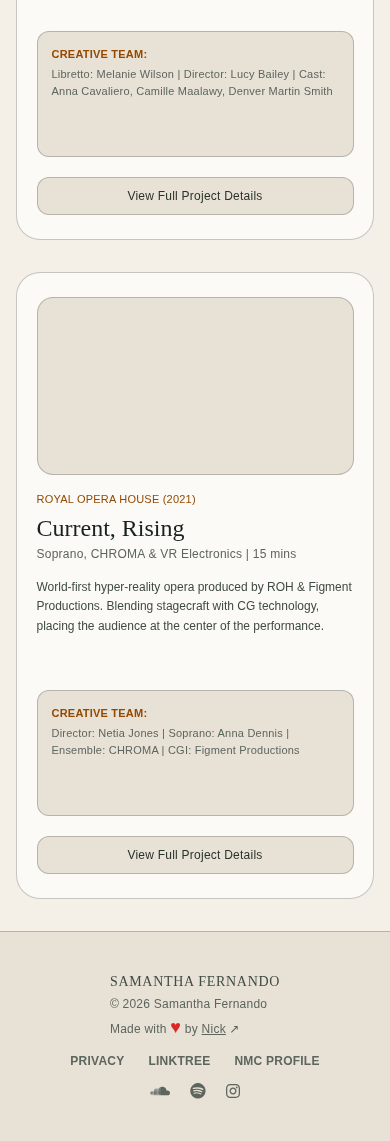 CREATIVE TEAM:
Libretto: Melanie Wilson | Director: Lucy Bailey | Cast:
Anna Cavaliero, Camille Maalawy, Denver Martin Smith
View Full Project Details
ROYAL OPERA HOUSE (2021)
Current, Rising
Soprano, CHROMA & VR Electronics | 15 mins
World-first hyper-reality opera produced by ROH & Figment
Productions. Blending stagecraft with CG technology,
placing the audience at the center of the performance.
CREATIVE TEAM:
Director: Netia Jones | Soprano: Anna Dennis |
Ensemble: CHROMA | CGI: Figment Productions
View Full Project Details
SAMANTHA FERNANDO
© 2026 Samantha Fernando
Made with ♥ by Nick ↗
PRIVACY LINKTREE NMC PROFILE